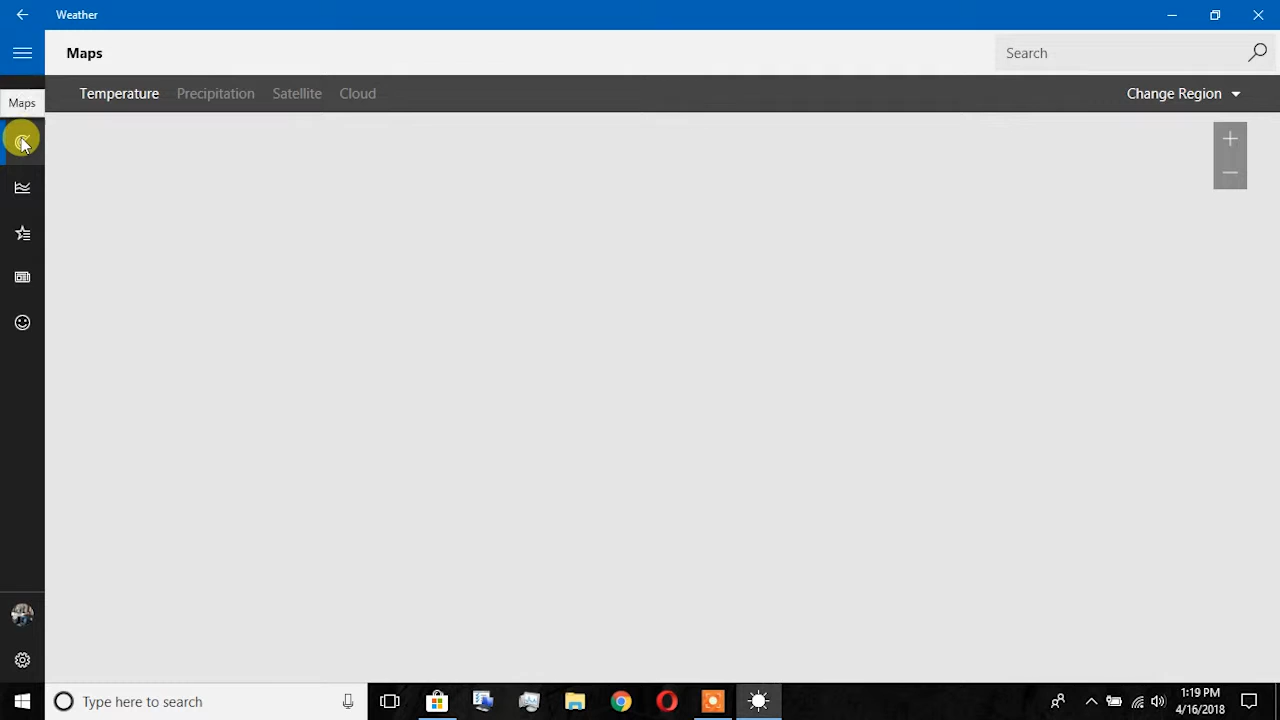 Weather
Maps
Search
Maps
Temperature Precipitation Satellite Cloud
Change Region
Type here to search
1:19 PM
4/16/2018